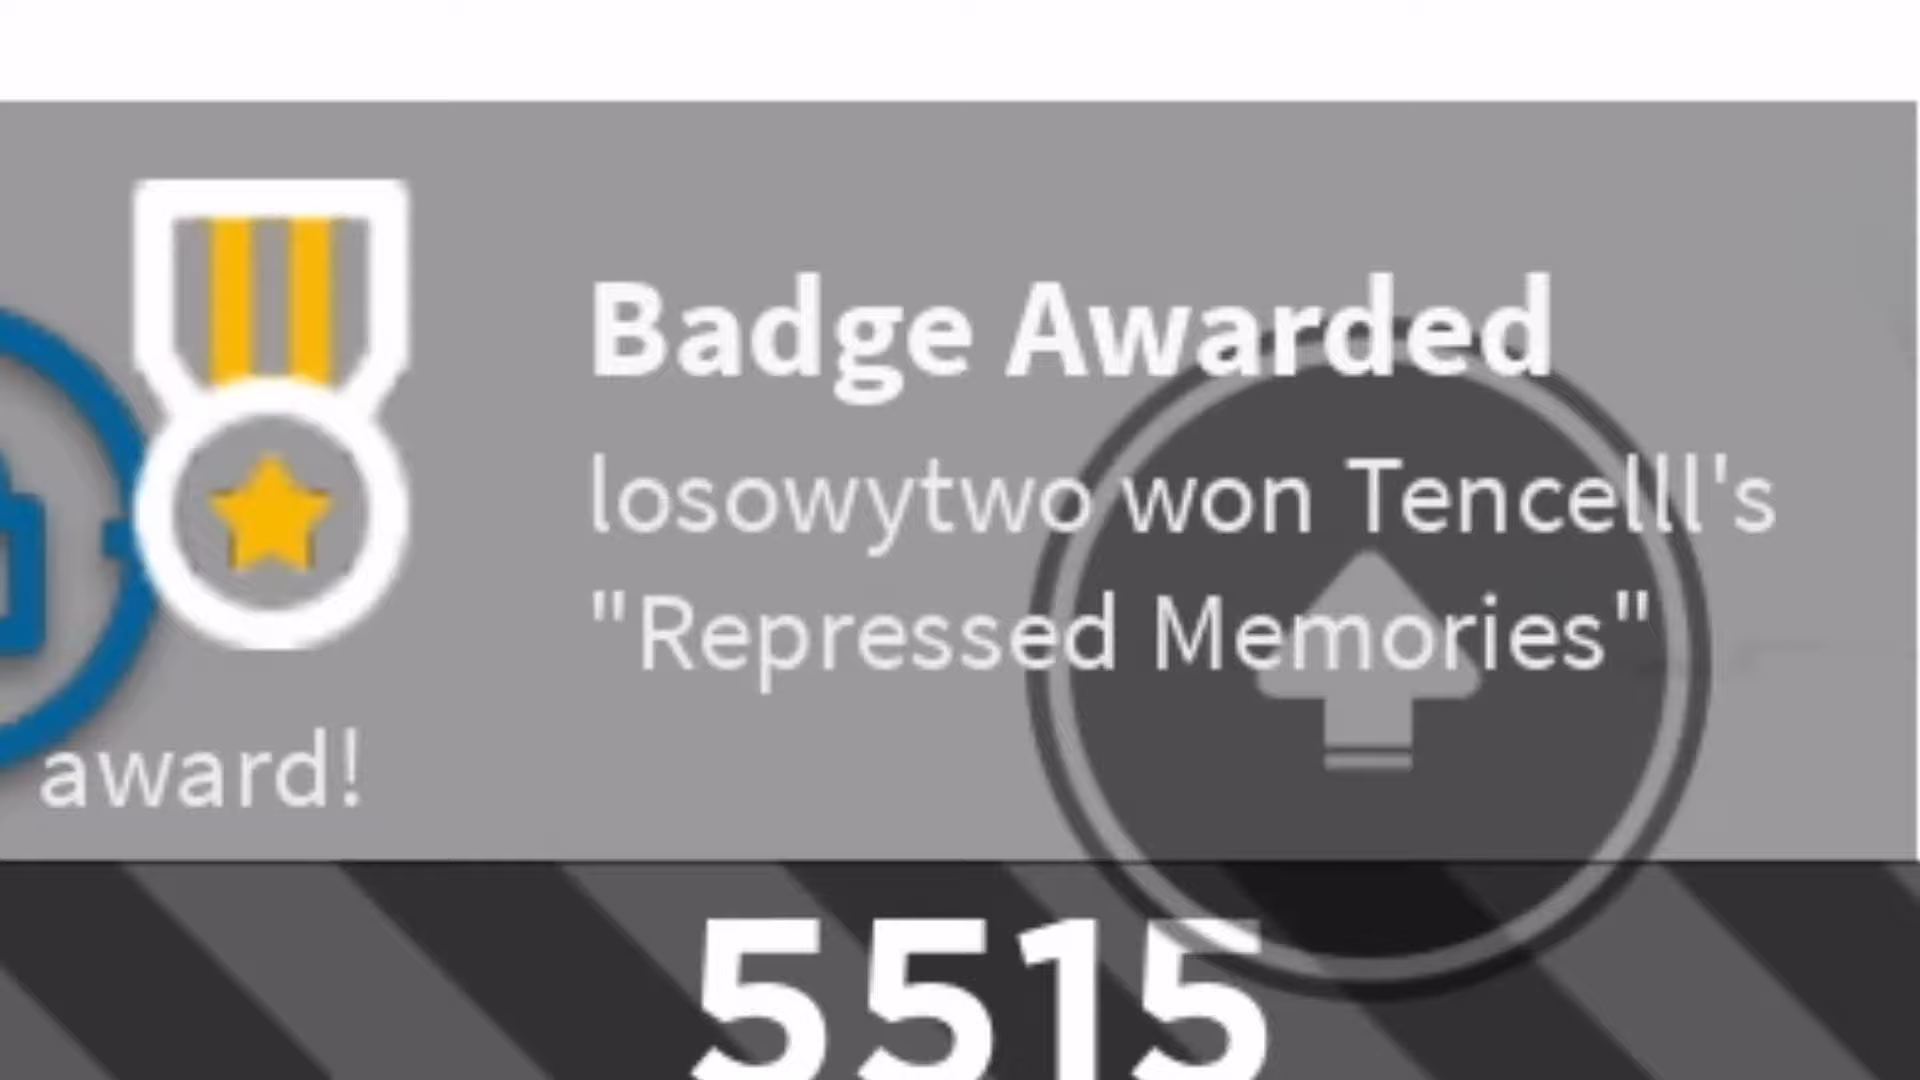 Badge Awarded
losowytwo won Tencelll's
"Repressed Memories"
award!
5515